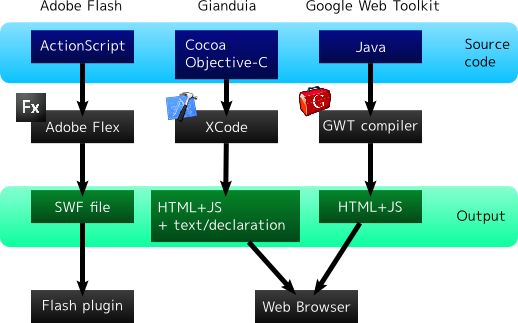 Adobe Flash
Gianduia
Google Web Toolkit
ActionScript
Cocoa
Objective-C
Java
Source
code
Fx
Adobe Flex
XCode
G
GWT compiler
SWF file
HTML+JS
+ text/declaration
HTML+JS
Output
Flash plugin
Web Browser